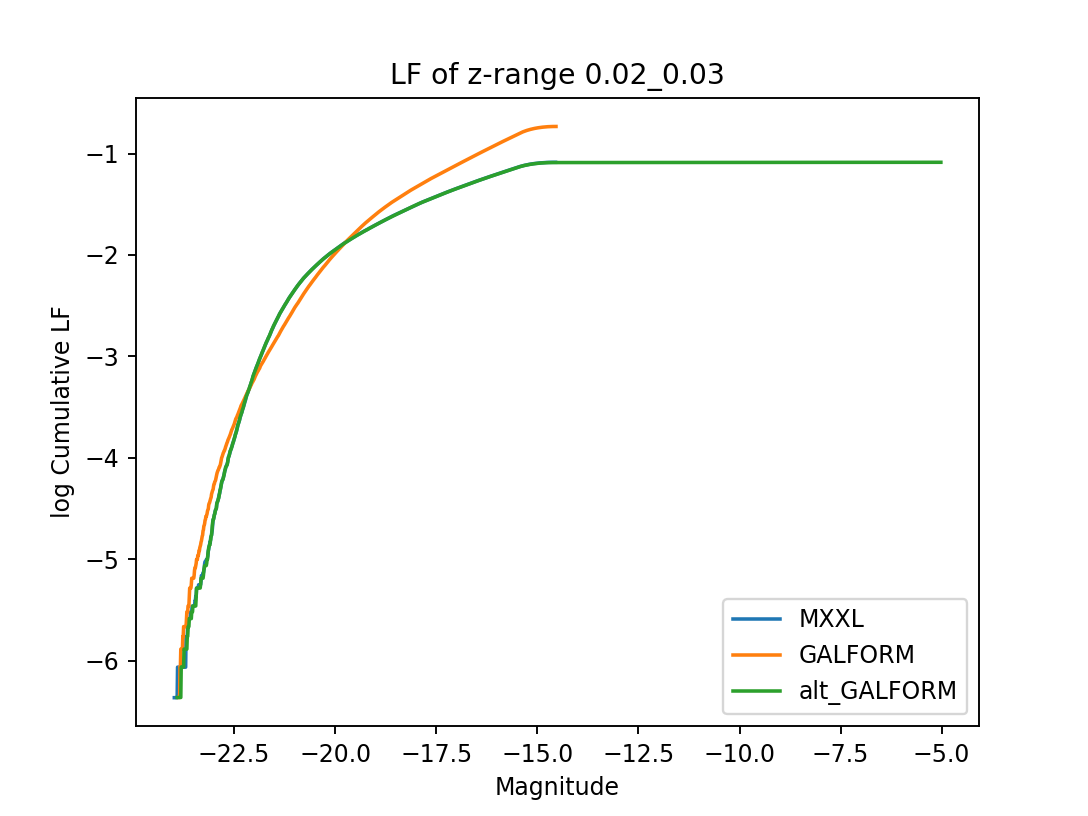 LF of z-range 0.02_0.03
−1
−2
−3
−4
−5
−6
log Cumulative LF
MXXL
GALFORM
alt_GALFORM
−22.5 −20.0 −17.5 −15.0 −12.5 −10.0 −7.5 −5.0
Magnitude